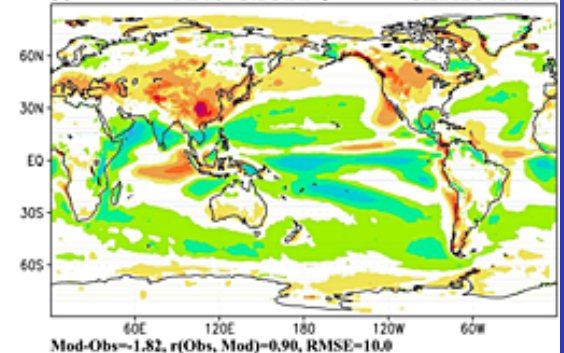 60N
30N
EQ
30S
60S
60E 120E 180 120W 60W
Mod-Obs=-1.82, r(Obs, Mod)=0.90, RMSE=10.0